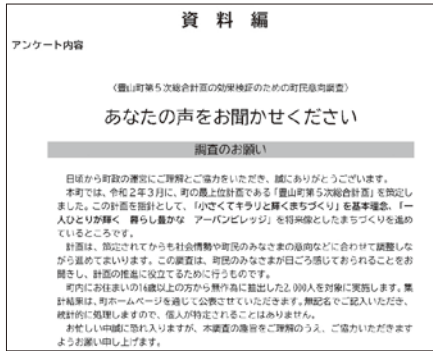 資料編
アンケート内容
〈豊山町第5次総合計画の効果検証のための町民意向調査〉
あなたの声をお聞かせください
調査のお願い
日頃から町政の運営にご理解とご協力をいただき、誠にありがとうございます。
本町では、令和2年3月に、町の最上位計画である「豊山町第5次総合計画」を策定し
ました。この計画を指針として、「小さくてキラリと輝くまちづくり」を基本理念、「一
人ひとりが輝く 暮らし豊かな アーバンビレッジ」を将来像としたまちづくりを進め
ているところです。
計画は、策定されてからも社会情勢や町民のみなさまの意向などに合わせて調整しな
がら進めてまいります。この調査は、町民のみなさまが日ごろ感じておられることをお
聞きし、計画の推進に役立てるために行うものです。
町内にお住まいの16歳以上の方から無作為に抽出した2,000人を対象に実施します。集
計結果は、町ホームページを通じて公表させていただきます。無記名でご記入いただき、
統計的に処理しますので、個人が特定されることはありません。
お忙しい中誠に恐れ入りますが、本調査の趣旨をご理解のうえ、ご協力いただきます
ようお願い申し上げます。